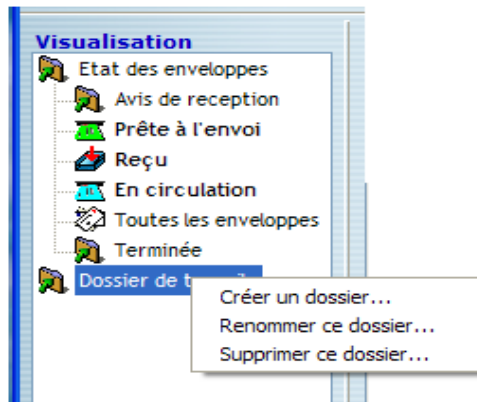 Visualisation
Etat des enveloppes
Avis de reception
Prête à l'envoi
Reçu
En circulation
Toutes les enveloppes
Terminée
Dossier de
Créer un dossier...
Renommer ce dossier...
Supprimer ce dossier...